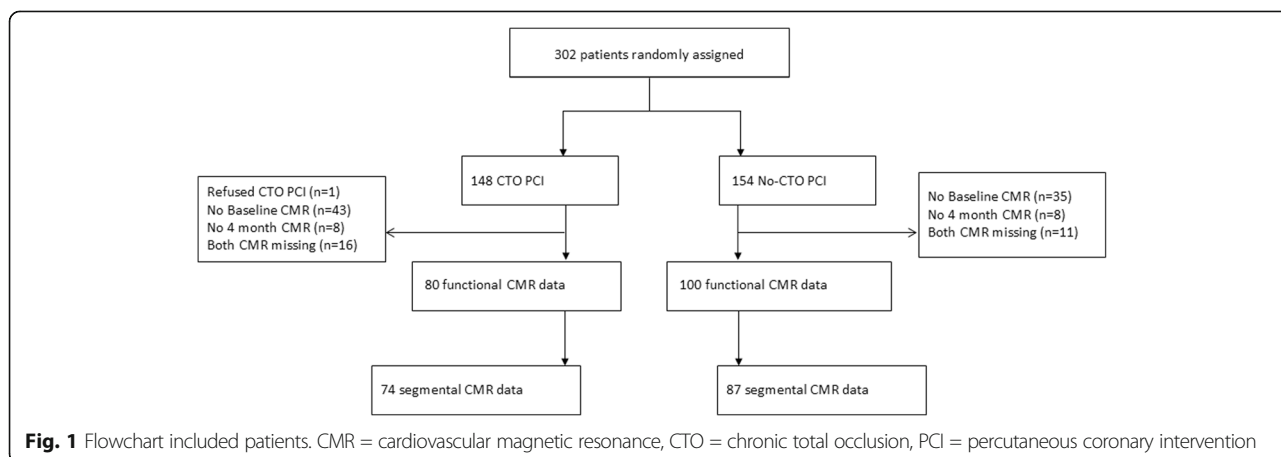 302 patients randomly assigned
148 CTO PCI
154 No-CTO PCI
Refused CTO PCI (n=1)
No Baseline CMR (n=43)
No 4 month CMR (n=8)
Both CMR missing (n=16)
No Baseline CMR (n=35)
No 4 month CMR (n=8)
Both CMR missing (n=11)
80 functional CMR data
100 functional CMR data
74 segmental CMR data
87 segmental CMR data
Fig. 1 Flowchart included patients. CMR = cardiovascular magnetic resonance, CTO = chronic total occlusion, PCI = percutaneous coronary intervention